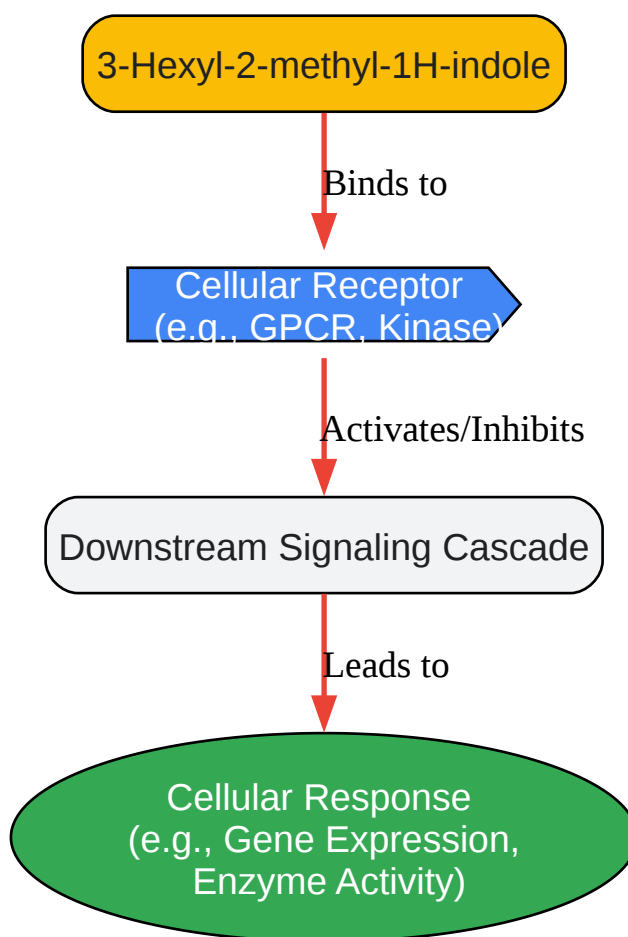 3-Hexyl-2-methyl-1H-indole
Binds to
Cellular Receptor
(e.g., GPCR, Kinase)
Activates/Inhibits
Downstream Signaling Cascade
Leads to
Cellular Response
(e.g., Gene Expression,
Enzyme Activity)